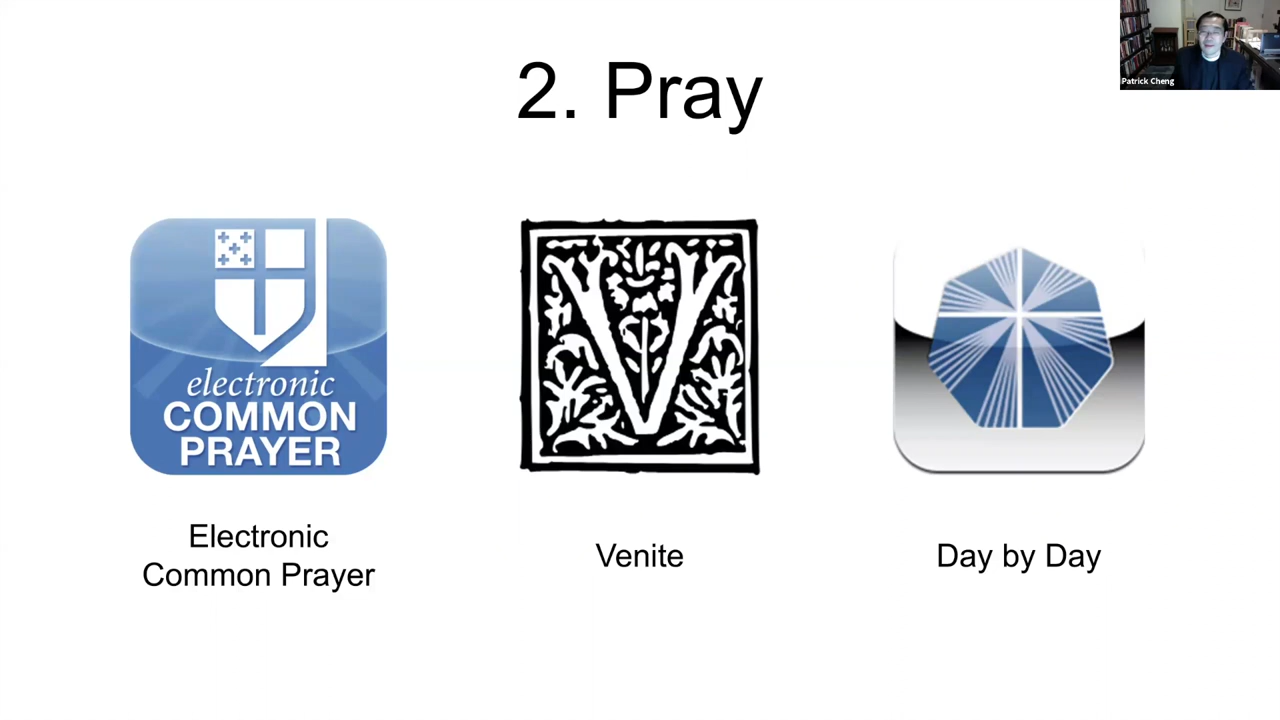 2. Pray
Patrick Cheng
electronic
COMMON
PRAYER
V
Electronic
Common Prayer
Venite
Day by Day